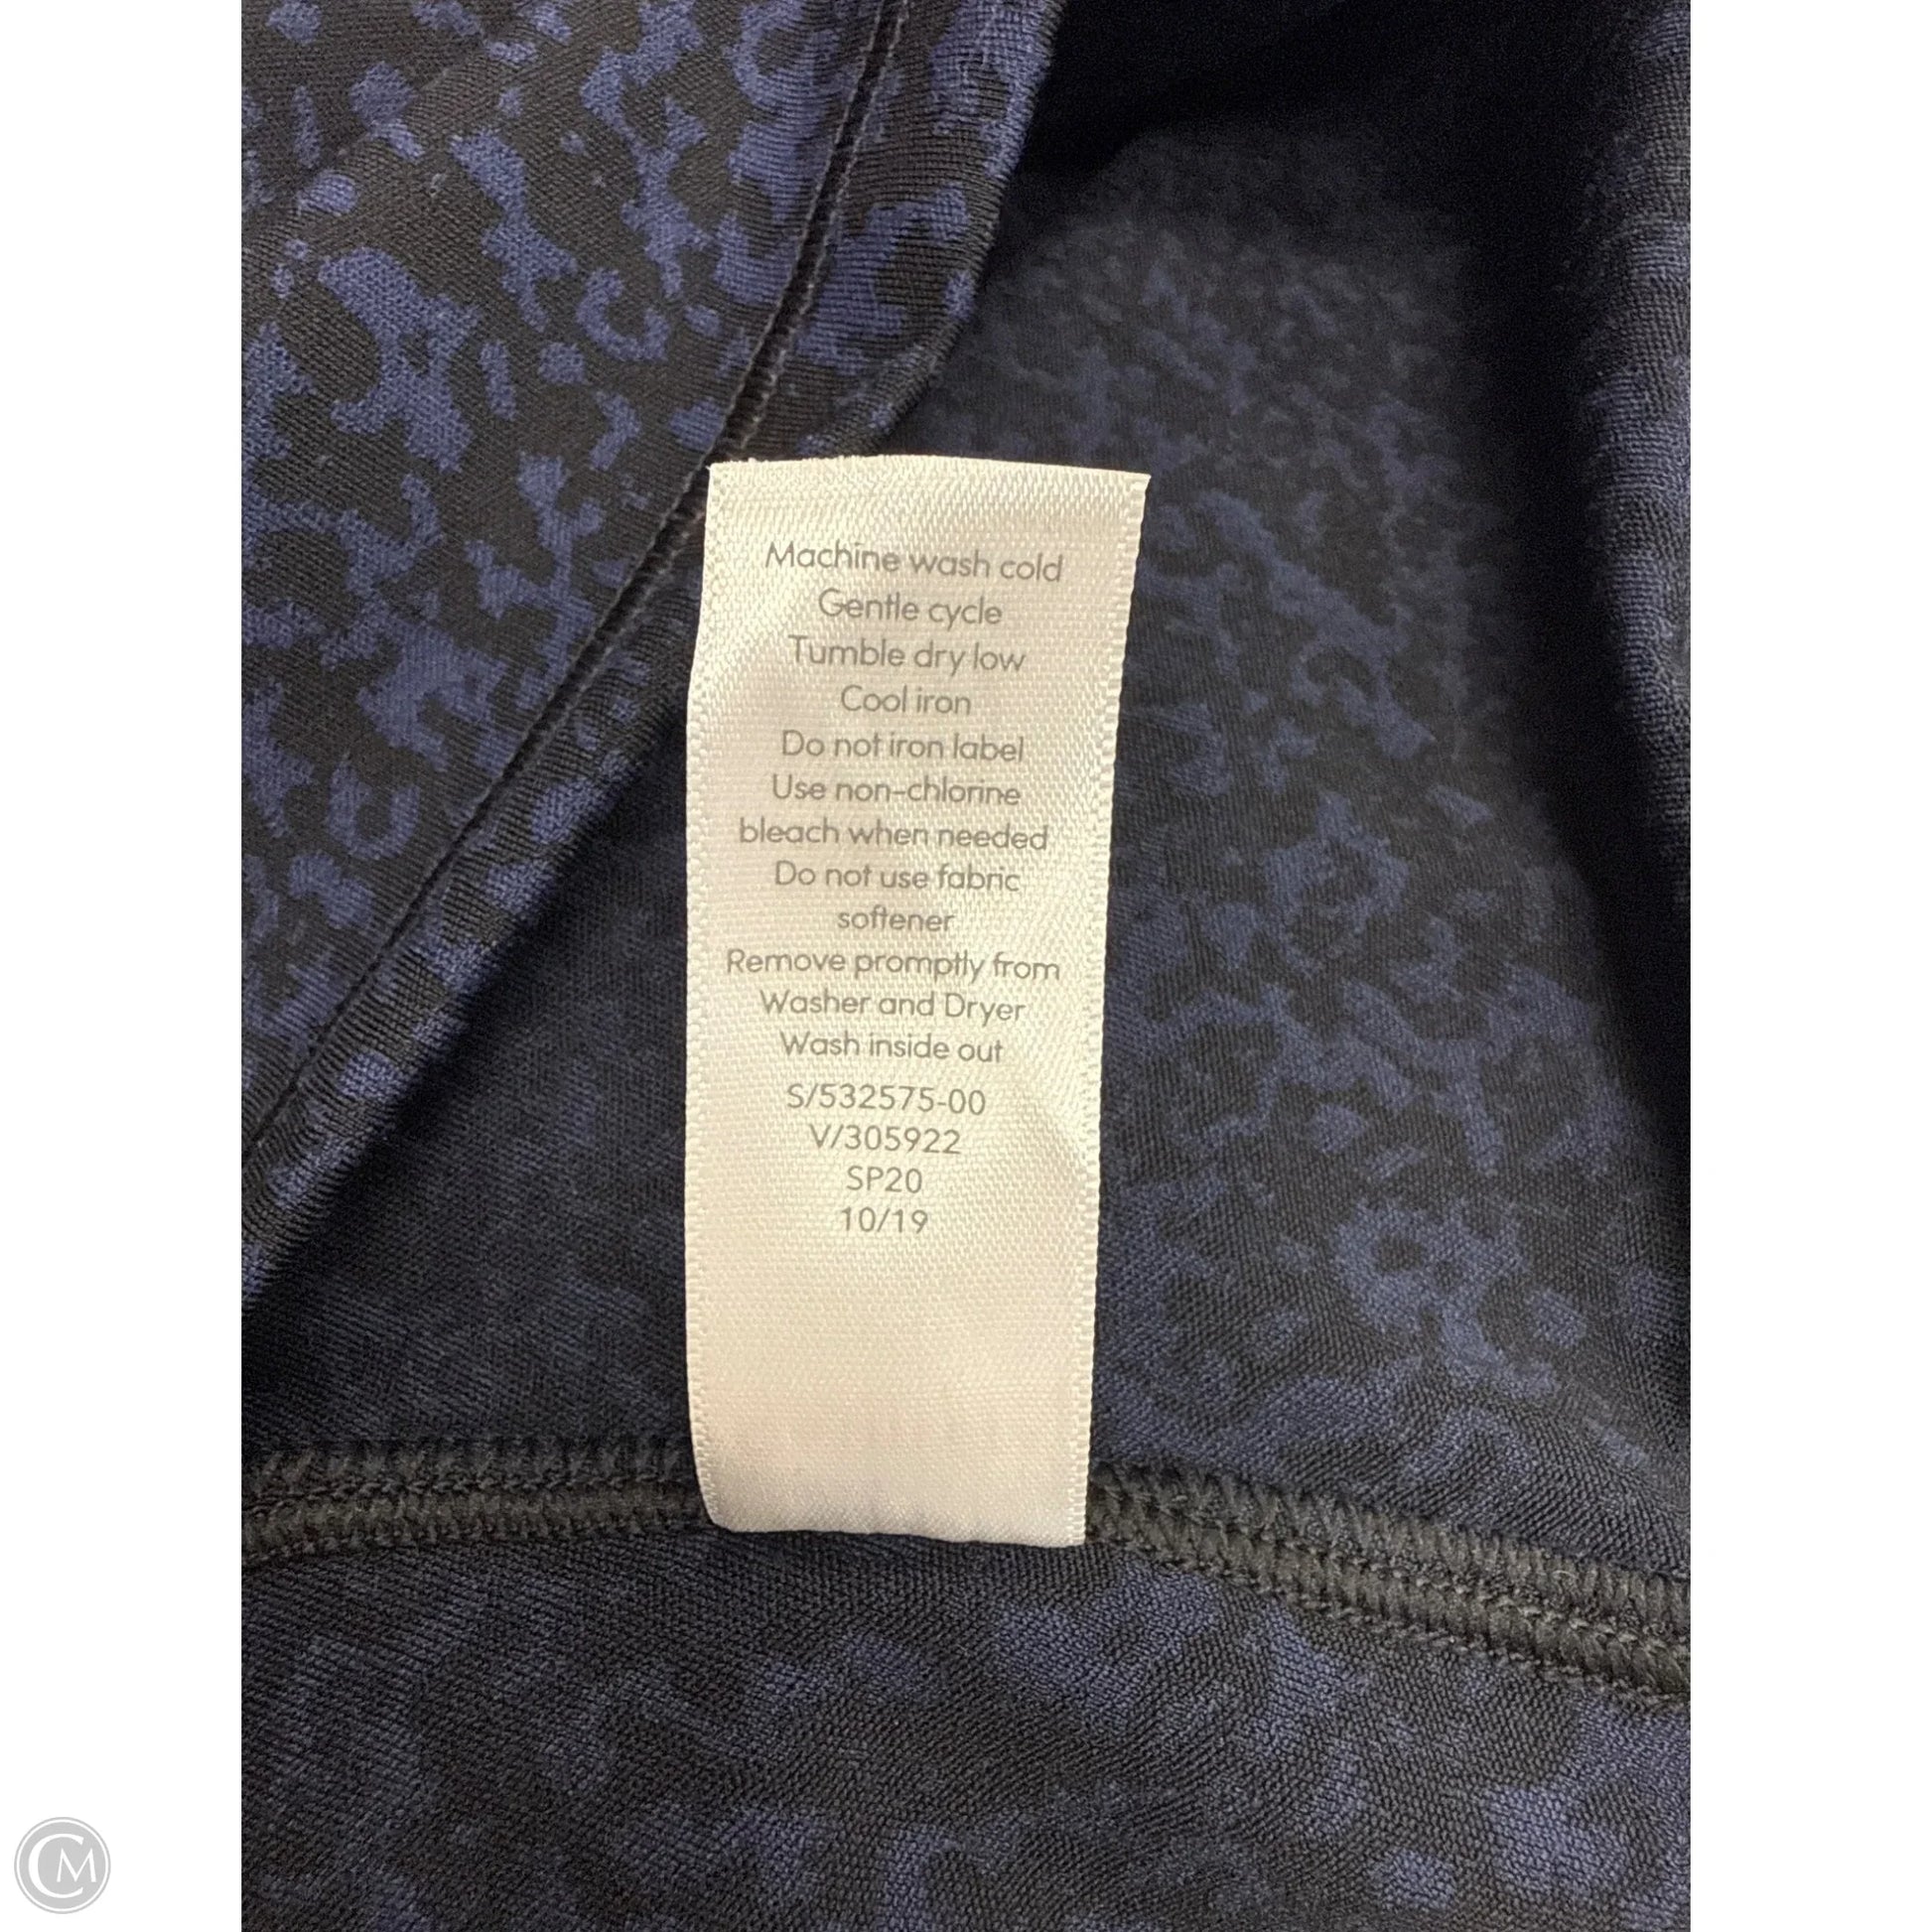 Machine wash cold
Gentle cycle
Tumble dry low
Cool iron
Do not iron label
Use non-chlorine
bleach when needed
Do not use fabric
softener
Remove promptly from
Washer and Dryer
Wash inside out
S/532575-00
V/305922
SP20
10/19
CM